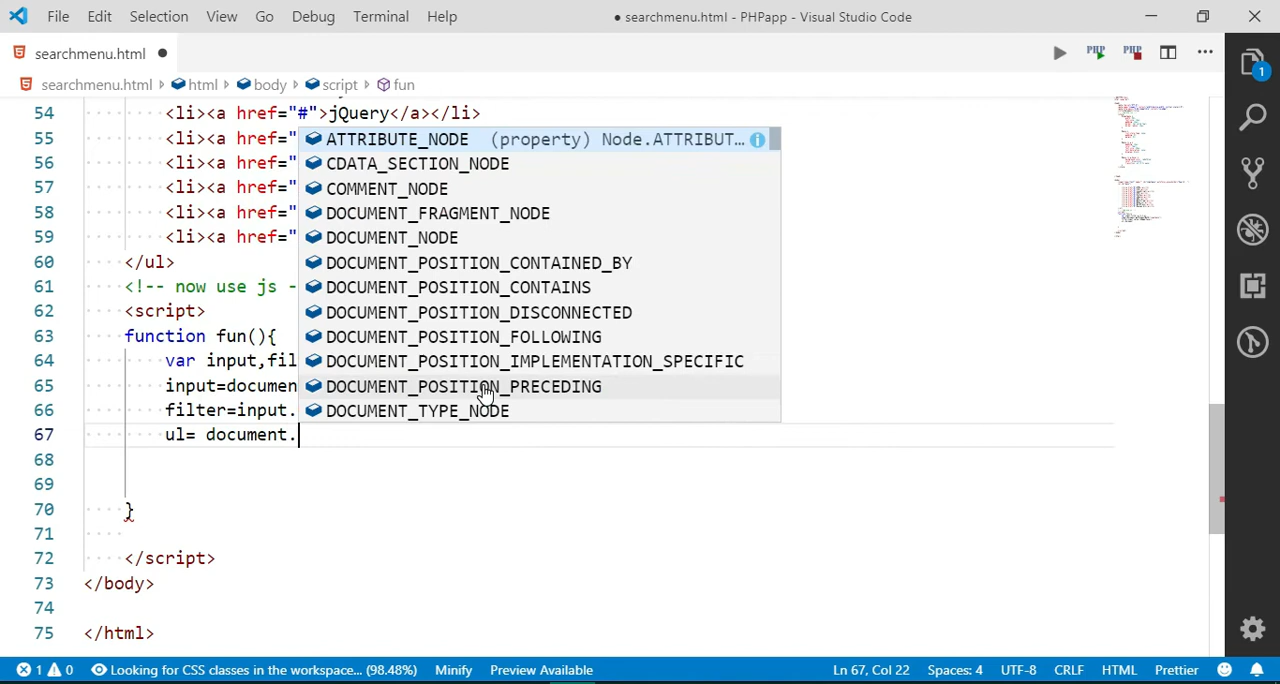 File Edit Selection View Go Debug Terminal Help
● searchmenu.html - PHPapp - Visual Studio Code
searchmenu.html ●
PHP PHP
searchmenu.html › html › body › script › fun
1
54 <li><a href="#">jQuery</a></li>
55 <li><a href="
56 <li><a href="
57 <li><a href="
58 <li><a href="
59 <li><a href="
60 </ul>
61 <!-- now use js -
62 <script>
63 function fun(){
64 var input,fil
65 input=documen
66 filter=input.
67 ul= document.
68
69
70 }
71
72 </script>
73 </body>
74
75 </html>
ATTRIBUTE_NODE (property) Node.ATTRIBUT…
CDATA_SECTION_NODE
COMMENT_NODE
DOCUMENT_FRAGMENT_NODE
DOCUMENT_NODE
DOCUMENT_POSITION_CONTAINED_BY
DOCUMENT_POSITION_CONTAINS
DOCUMENT_POSITION_DISCONNECTED
DOCUMENT_POSITION_FOLLOWING
DOCUMENT_POSITION_IMPLEMENTATION_SPECIFIC
DOCUMENT_POSITION_PRECEDING
DOCUMENT_TYPE_NODE
1 0 Looking for CSS classes in the workspace... (98.48%) Minify Preview Available Ln 67, Col 22 Spaces: 4 UTF-8 CRLF HTML Prettier